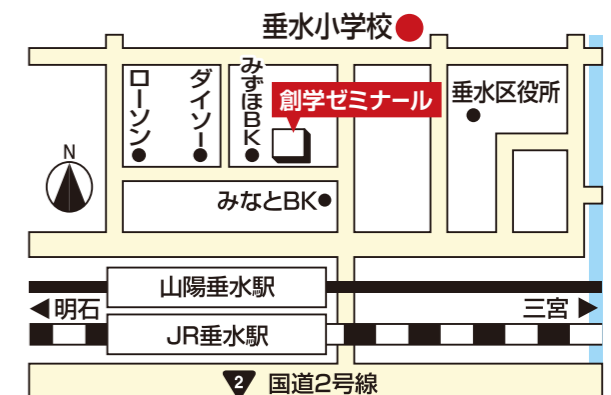 垂水小学校
ローソン
ダイソー
みずほBK
創学ゼミナール
垂水区役所
N
みなとBK
山陽垂水駅
明石
三宮
JR垂水駅
2 国道2号線